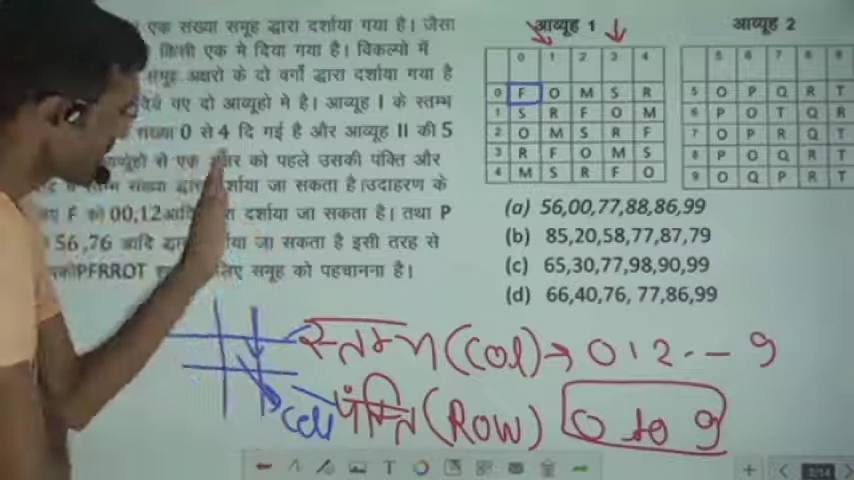 एक संख्या समूह द्वारा दर्शाया गया है। जैसा
किसी एक मे दिया गया है। विकल्पो में
समूह अक्षरो के दो वर्गो द्वारा दर्शाया गया है
गए दो आव्यूहो मे है। आव्यूह I के स्तम्भ
संख्या 0 से 4 दि गई है और आव्यूह II की 5
से एक अक्षर को पहले उसकी पंक्ति और
स्तम्भ संख्या द्वारा दर्शाया जा सकता है।उदाहरण के
F को 00,12आदि द्वारा दर्शाया जा सकता है। तथा P
56,76 आदि द्वारा दर्शाया जा सकता है इसी तरह से
PFRROT लिए समूह को पहचानना है।
आव्यूह 1
0 1 2 3 4
0 F O M S R
1 S R F O M
2 O M S R F
3 R F O M S
4 M S R F O
आव्यूह 2
5 6 7 8 9
5 O P Q R T
6 P O T Q R
7 O P R Q T
8 P O Q R T
9 O Q P R T
(a) 56,00,77,88,86,99
(b) 85,20,58,77,87,79
(c) 65,30,77,98,90,99
(d) 66,40,76, 77,86,99
स्तम्भ (Col) → 0 1 2 . - - 9
Col पंक्ति (Row) 0 to 9
2/14